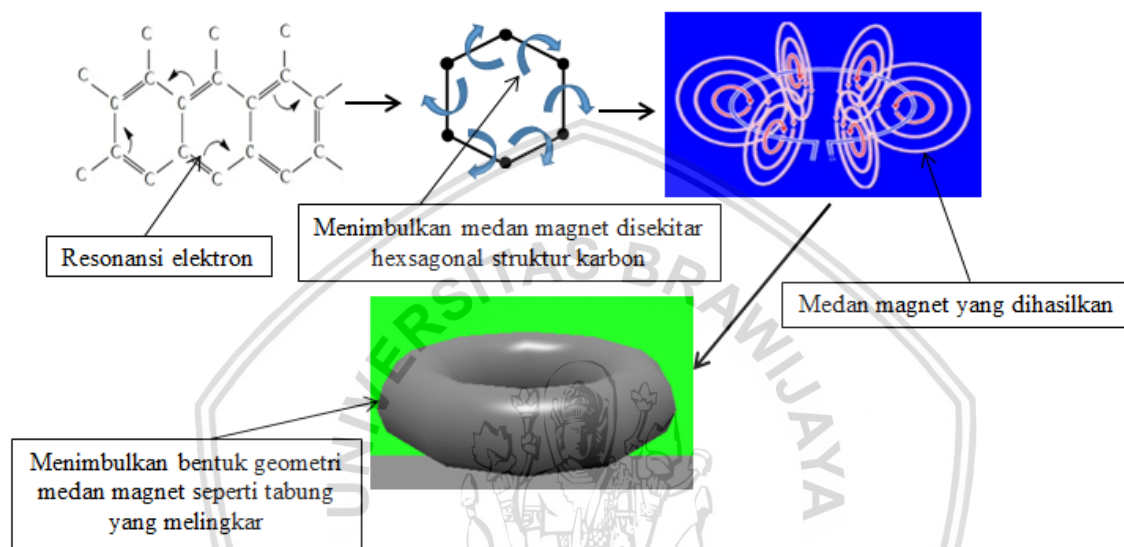 C C C
C C C C
C C C C
C C C C
C C C C
Resonansi elektron
Menimbulkan medan magnet disekitar
hexsagonal struktur karbon
Medan magnet yang dihasilkan
Menimbulkan bentuk geometri
medan magnet seperti tabung
yang melingkar
UNIVERSITAS BRAWIJAYA